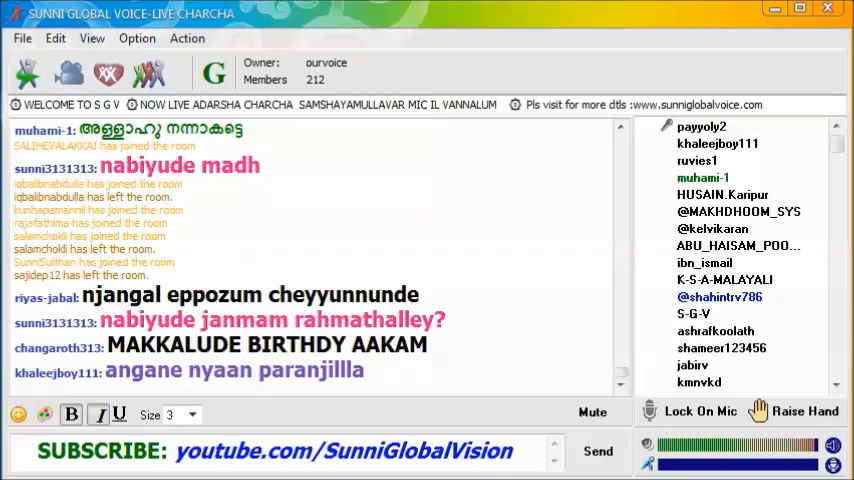 SUNNI GLOBAL VOICE-LIVE CHARCHA
File Edit View Option Action
G
Owner: ourvoice
Members 212
WELCOME TO S G V NOW LIVE ADARSHA CHARCHA SAMSHAYAMULLAVAR MIC IL VANNALUM Pls visit for more dtls :www.sunniglobalvoice.com
muhami-1: അള്ളാഹു നന്നാകട്ടെ
SALIHEVALAKKAI has joined the room
sunni3131313: nabiyude madh
iqbalibnabdulla has joined the room
iqbalibnabdulla has left the room.
kunhapamannil has joined the room
rajafathima has joined the room
salamchokli has joined the room
salamchokli has left the room.
SunniSulthan has joined the room
sajidep12 has left the room.
riyas-jabal: njangal eppozum cheyyunnunde
sunni3131313: nabiyude janmam rahmathalley?
changaroth313: MAKKALUDE BIRTHDY AAKAM
khaleejboy111: angane nyaan paranjillla
payyoly2
khaleejboy111
ruvies1
muhami-1
HUSAIN.Karipur
@MAKHDHOOM_SYS
@kelvikaran
ABU_HAISAM_POO...
ibn_ismail
K-S-A-MALAYALI
@shahintrv786
S-G-V
ashrafkoolath
shameer123456
jabirv
kmnvkd
B I U Size 3 Mute
Lock On Mic Raise Hand
SUBSCRIBE: youtube.com/SunniGlobalVision
Send